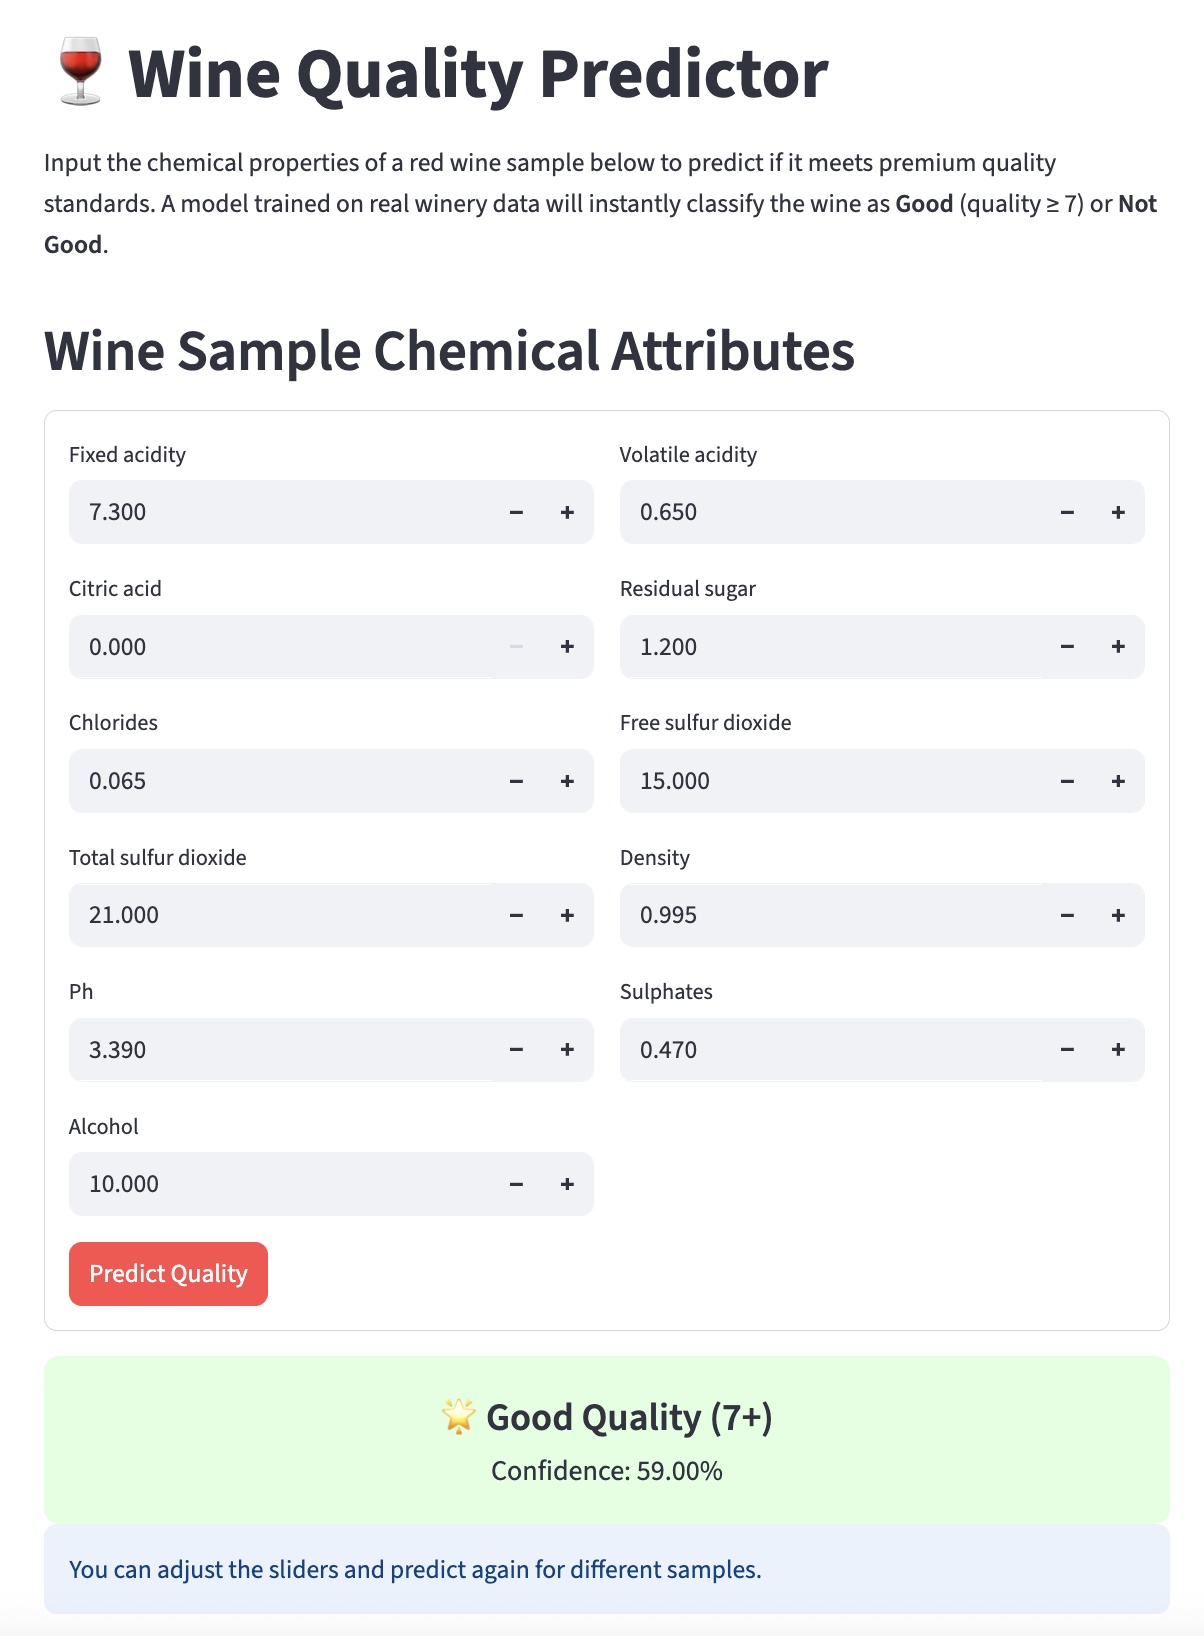 Wine Quality Predictor
Input the chemical properties of a red wine sample below to predict if it meets premium quality
standards. A model trained on real winery data will instantly classify the wine as Good (quality ≥ 7) or Not
Good.
Wine Sample Chemical Attributes
Fixed acidity
7.300
Volatile acidity
0.650
Citric acid
0.000
Residual sugar
1.200
Chlorides
0.065
Free sulfur dioxide
15.000
Total sulfur dioxide
21.000
Density
0.995
Ph
3.390
Sulphates
0.470
Alcohol
10.000
Predict Quality
Good Quality (7+)
Confidence: 59.00%
You can adjust the sliders and predict again for different samples.